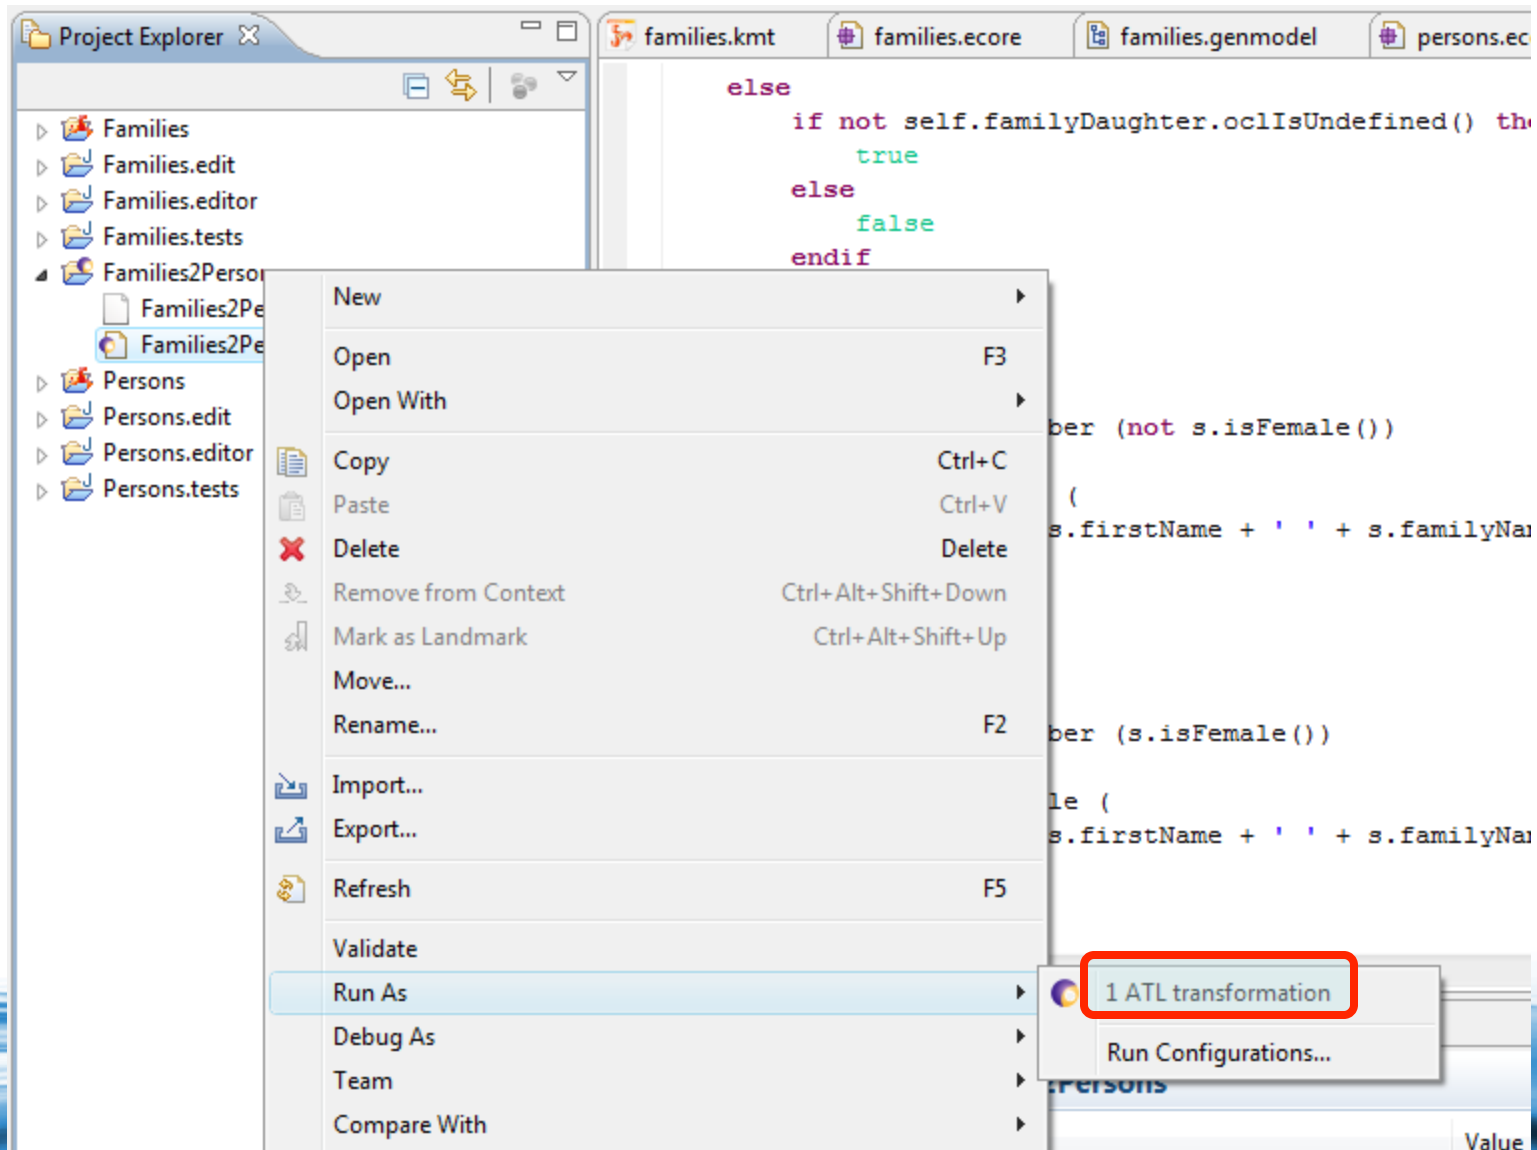 Project Explorer
families.kmt
families.ecore
families.genmodel
persons.ec
Families
Families.edit
Families.editor
Families.tests
Families2Person
Families2Pe
Families2Pe
Persons
Persons.edit
Persons.editor
Persons.tests
else
if not self.familyDaughter.oclIsUndefined() the
true
else
false
endif
ber (not s.isFemale())
(
s.firstName + ' ' + s.familyNam
ber (s.isFemale())
le (
s.firstName + ' ' + s.familyNam
New
Open F3
Open With
Copy Ctrl+C
Paste Ctrl+V
Delete Delete
Remove from Context Ctrl+Alt+Shift+Down
Mark as Landmark Ctrl+Alt+Shift+Up
Move...
Rename... F2
Import...
Export...
Refresh F5
Validate
Run As
Debug As
Team
Compare With
1 ATL transformation
Run Configurations...
2Persons
Value